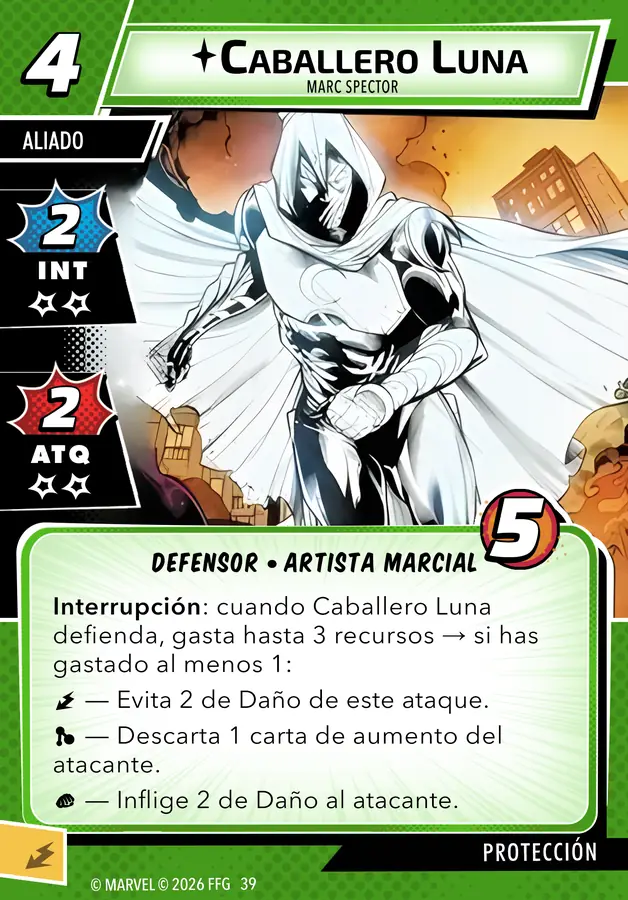 4
Caballero Luna
MARC SPECTOR
ALIADO
2
INT
2
ATQ
5
DEFENSOR • ARTISTA MARCIAL
Interrupción: cuando Caballero Luna
defienda, gasta hasta 3 recursos → si has
gastado al menos 1:
— Evita 2 de Daño de este ataque.
— Descarta 1 carta de aumento del
atacante.
— Inflige 2 de Daño al atacante.
PROTECCIÓN
© MARVEL © 2026 FFG 39